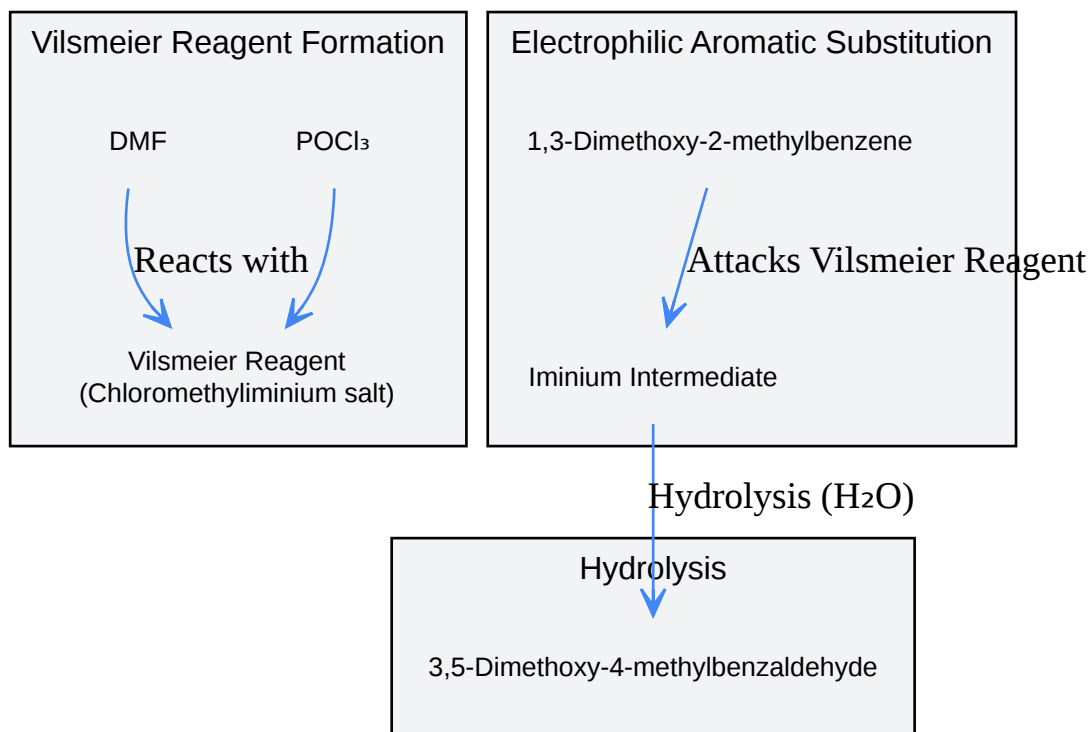 Vilsmeier Reagent Formation
DMF
POCl₃
Reacts with
Vilsmeier Reagent
(Chloromethyliminium salt)
Electrophilic Aromatic Substitution
1,3-Dimethoxy-2-methylbenzene
Attacks Vilsmeier Reagent
Iminium Intermediate
Hydrolysis (H₂O)
Hydrolysis
3,5-Dimethoxy-4-methylbenzaldehyde